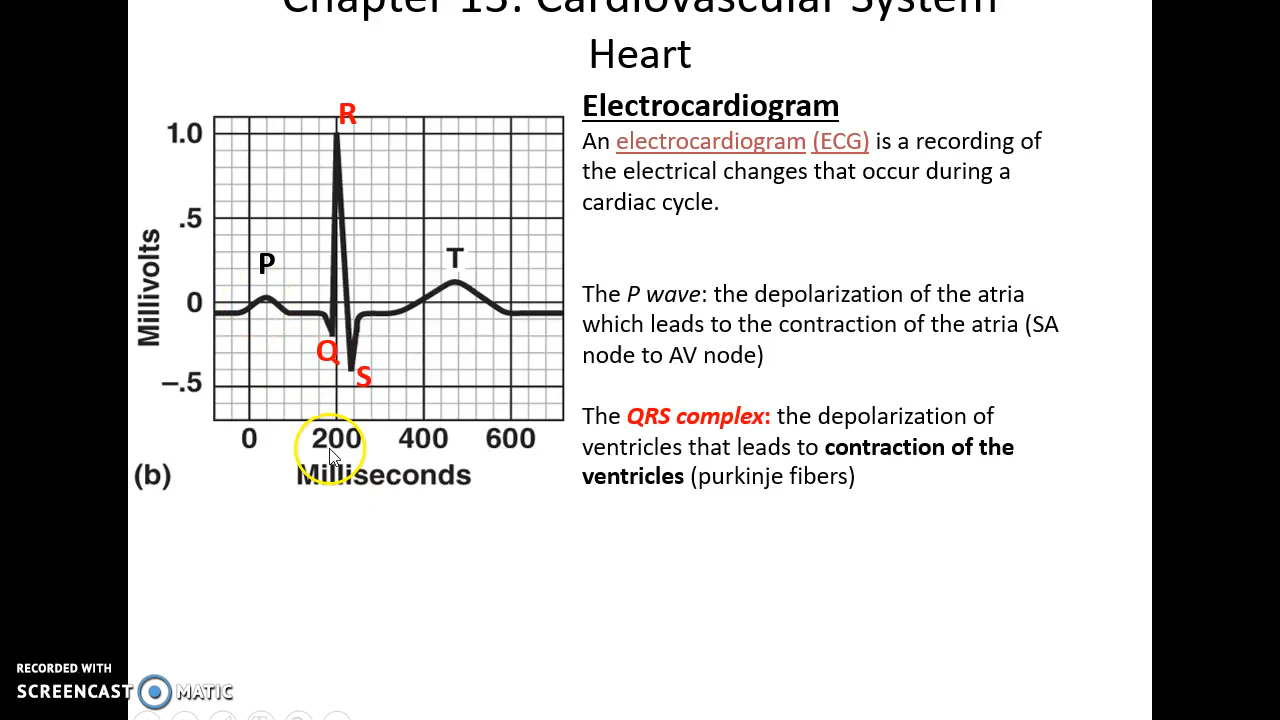 Chapter 13: Cardiovascular System
Heart
Electrocardiogram
An electrocardiogram (ECG) is a recording of
the electrical changes that occur during a
cardiac cycle.
The P wave: the depolarization of the atria
which leads to the contraction of the atria (SA
node to AV node)
The QRS complex: the depolarization of
ventricles that leads to contraction of the
ventricles (purkinje fibers)
R
1.0
.5
P
T
0
Q
S
–.5
Millivolts
0 200 400 600
(b) Milliseconds
RECORDED WITH
SCREENCAST MATIC